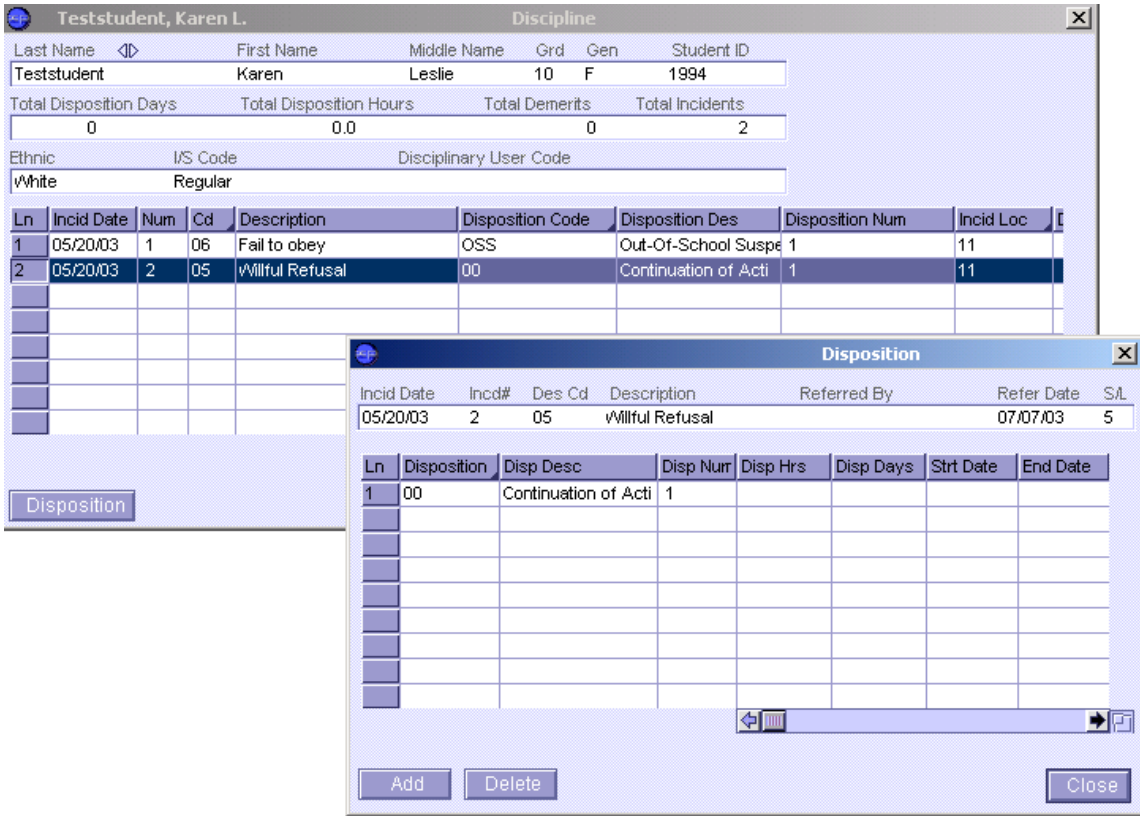 Teststudent, Karen L. Discipline
Last Name First Name Middle Name Grd Gen Student ID
Teststudent Karen Leslie 10 F 1994
Total Disposition Days Total Disposition Hours Total Demerits Total Incidents
0 0.0 0 2
Ethnic I/S Code Disciplinary User Code
White Regular
Ln Incid Date Num Cd Description Disposition Code Disposition Des Disposition Num Incid Loc
1 05/20/03 1 06 Fail to obey OSS Out-Of-School Suspe 1 11
2 05/20/03 2 05 Willful Refusal 00 Continuation of Acti 1 11
Disposition
Disposition
Incid Date Incd# Des Cd Description Referred By Refer Date S/L
05/20/03 2 05 Willful Refusal 07/07/03 5
Ln Disposition Disp Desc Disp Num Disp Hrs Disp Days Strt Date End Date
1 00 Continuation of Acti 1
Add Delete Close